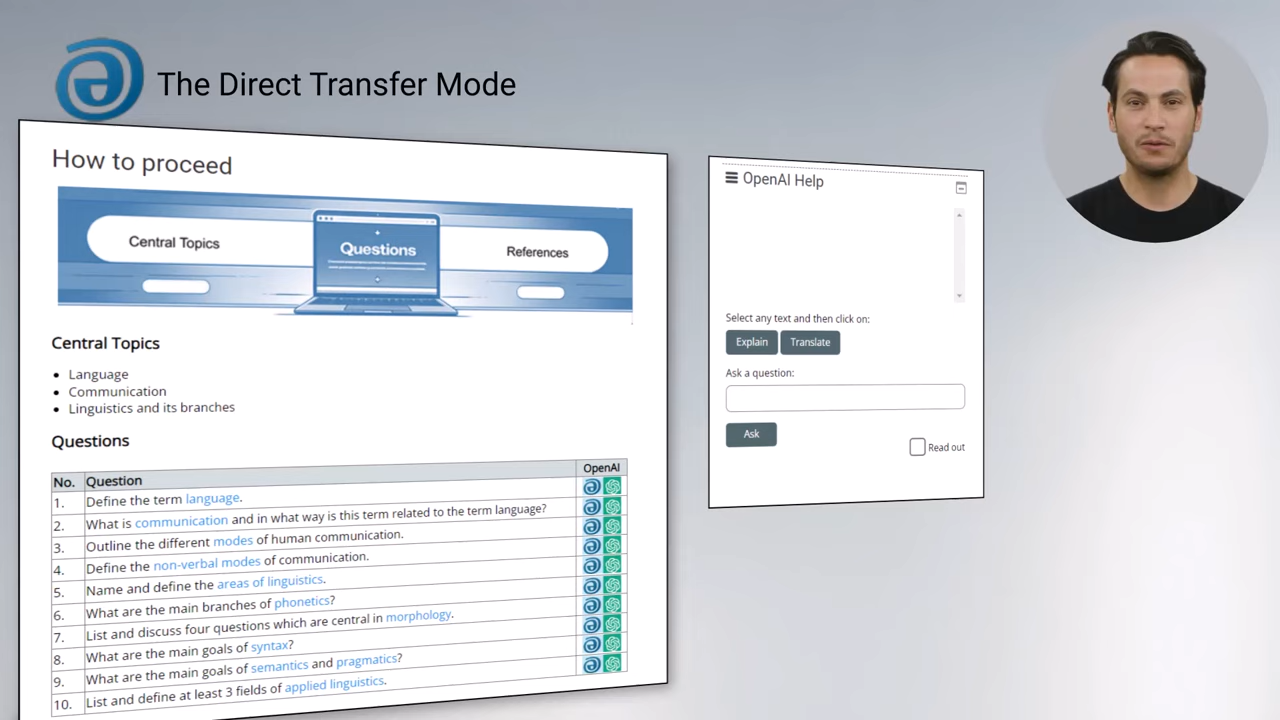 The Direct Transfer Mode
How to proceed
Central Topics
Questions
References
Central Topics
Language
Communication
Linguistics and its branches
Questions
No. Question OpenAI
1. Define the term language.
2. What is communication and in what way is this term related to the term language?
3. Outline the different modes of human communication.
4. Define the non-verbal modes of communication.
5. Name and define the areas of linguistics.
6. What are the main branches of phonetics?
7. List and discuss four questions which are central in morphology.
8. What are the main goals of syntax?
9. What are the main goals of semantics and pragmatics?
10. List and define at least 3 fields of applied linguistics.
OpenAI Help
Select any text and then click on:
Explain Translate
Ask a question:
Ask
Read out